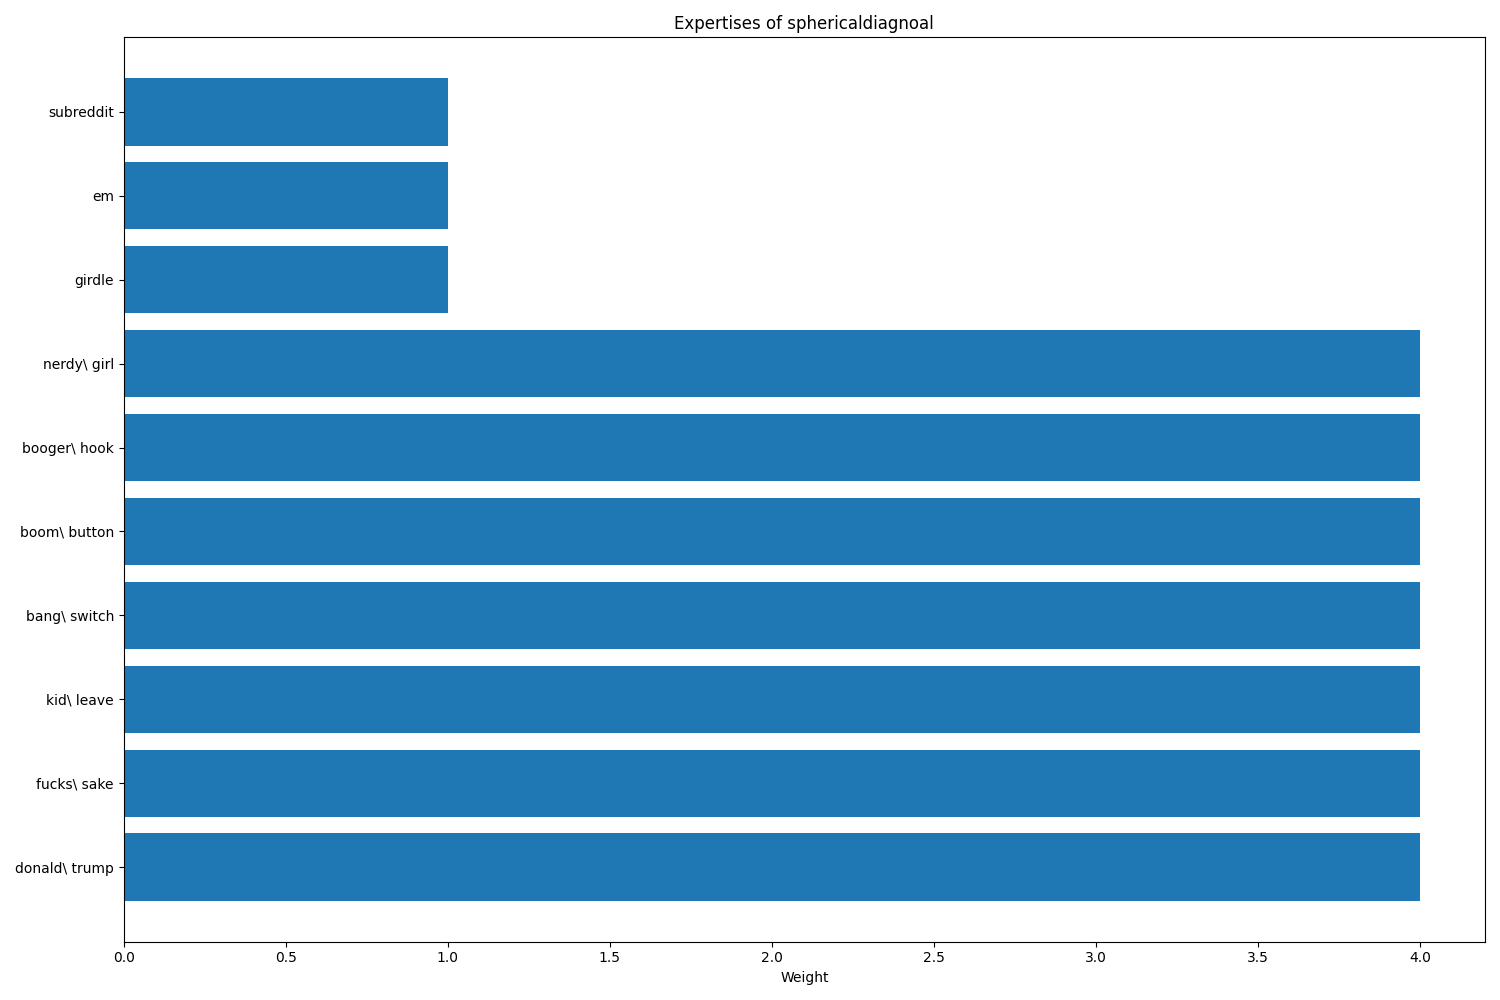 Expertises of sphericaldiagnoal
subreddit
em
girdle
nerdy\ girl
booger\ hook
boom\ button
bang\ switch
kid\ leave
fucks\ sake
donald\ trump
0.0 0.5 1.0 1.5 2.0 2.5 3.0 3.5 4.0
Weight